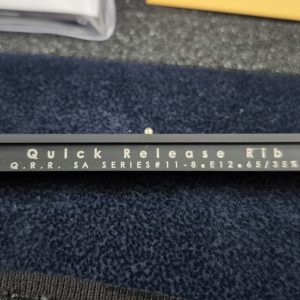 Quick Release Rib
Q.R.R. SA SERIES#11-8▪E12▪65/35%